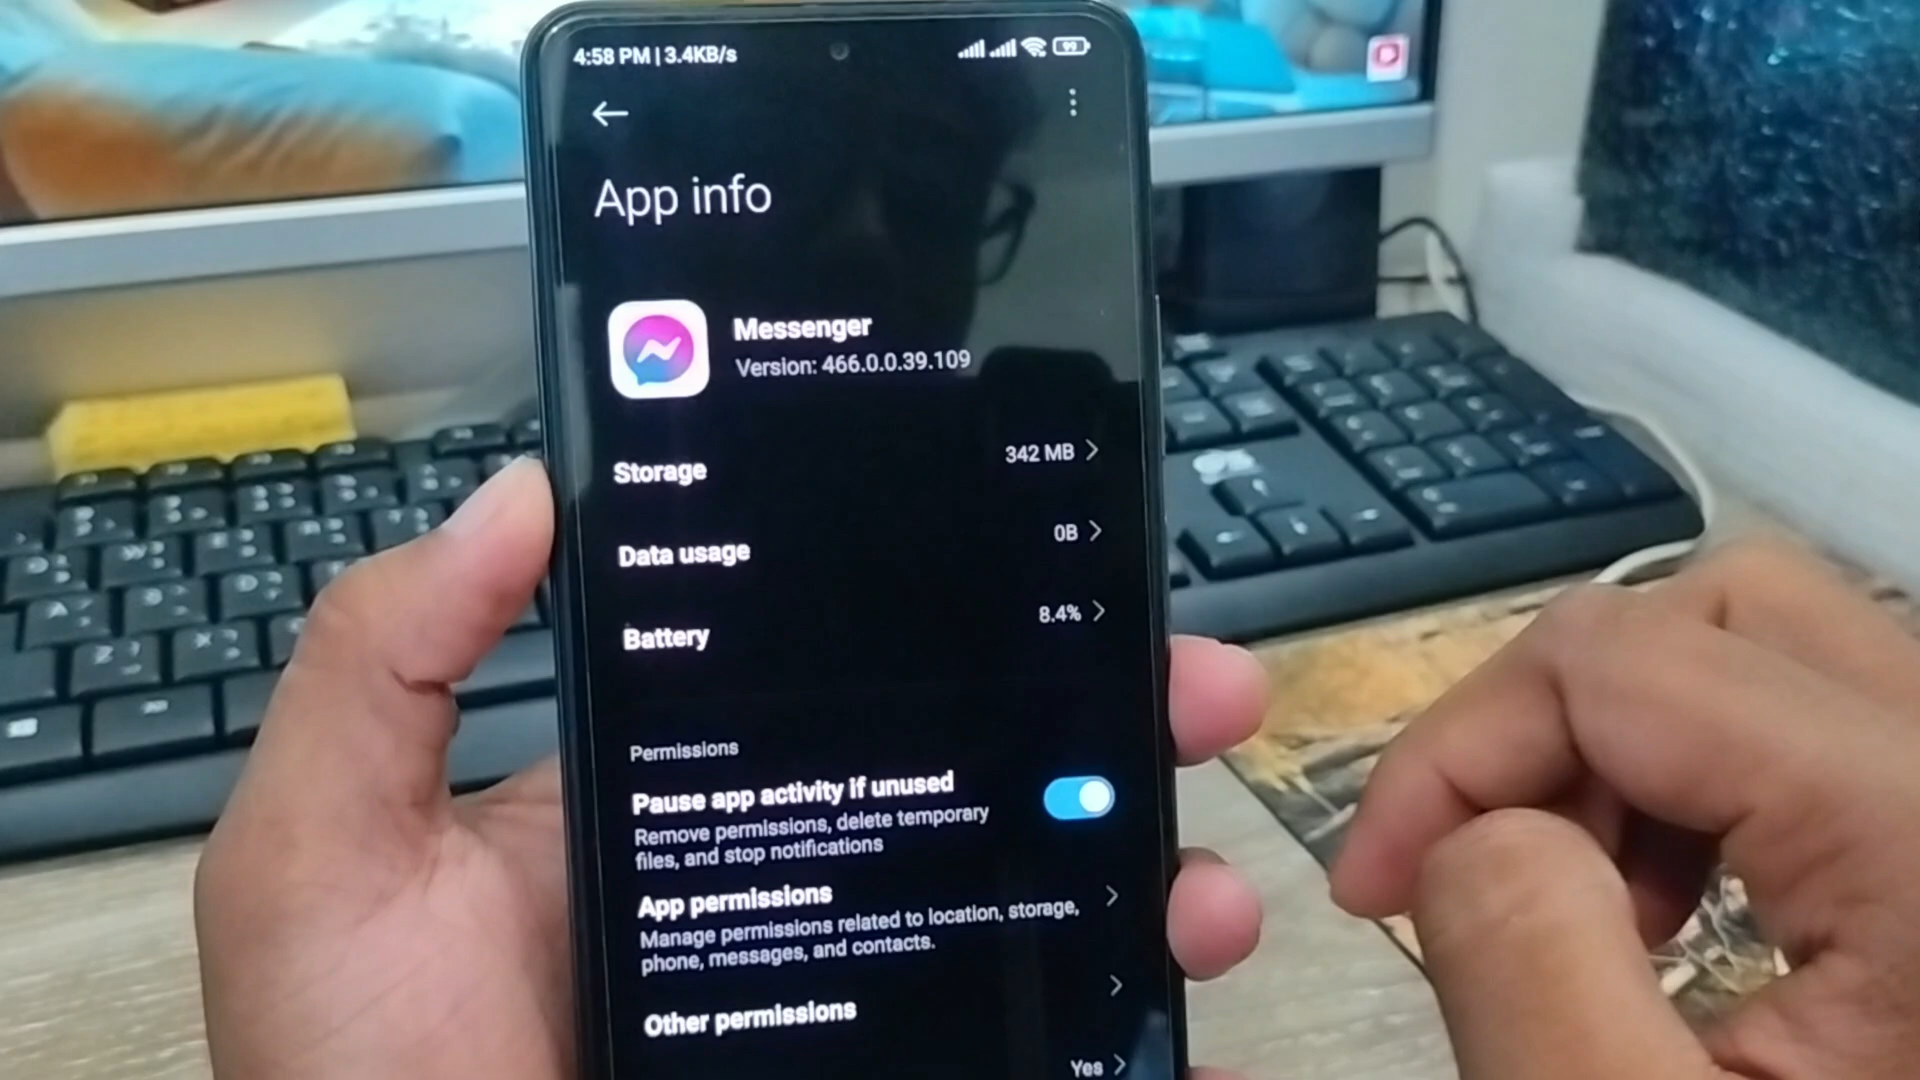 4:58 PM | 3.4KB/s
99
App info
Messenger
Version: 466.0.0.39.109
Storage
342 MB
Data usage
0B
Battery
8.4%
Permissions
Pause app activity if unused
Remove permissions, delete temporary
files, and stop notifications
App permissions
Manage permissions related to location, storage,
phone, messages, and contacts.
Other permissions
Yes